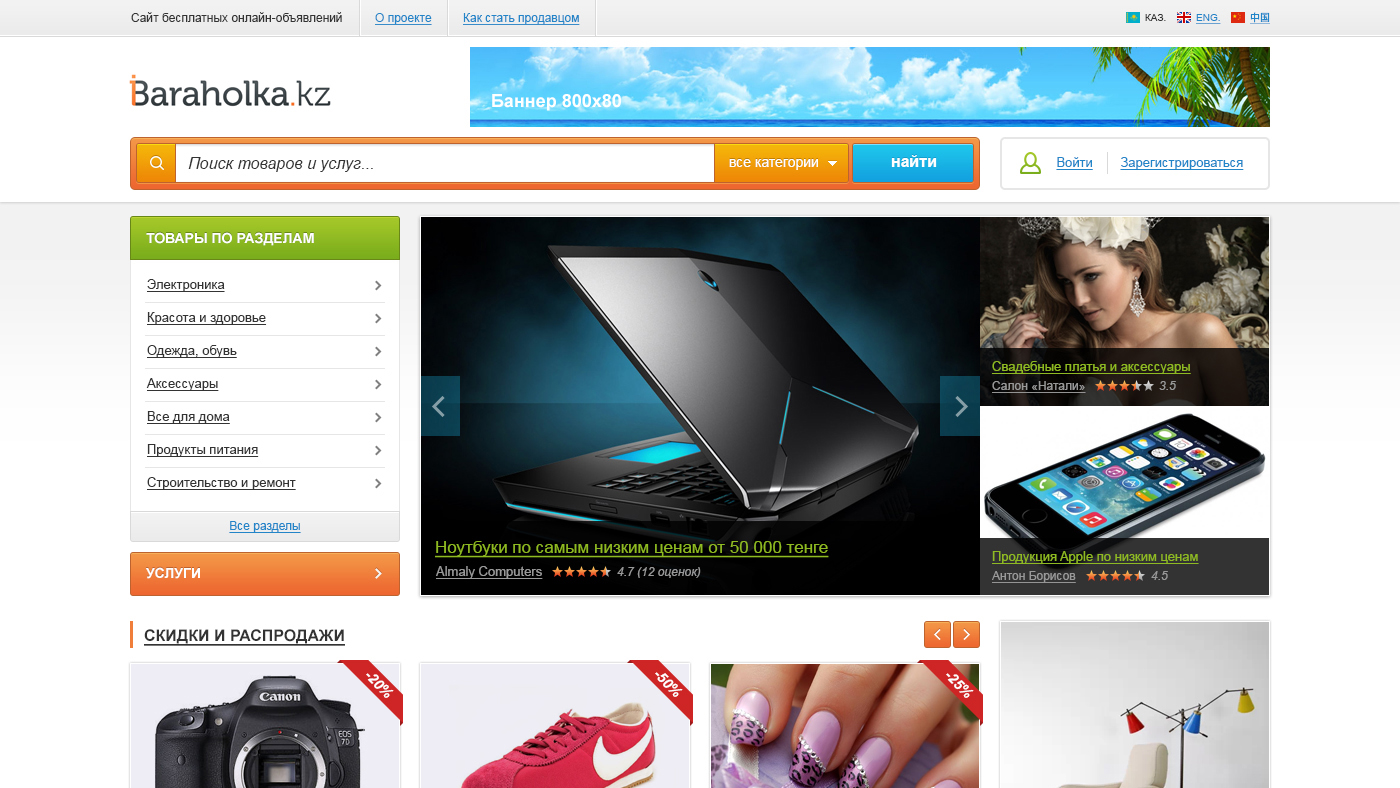 Сайт бесплатных онлайн-объявлений
О проекте
Как стать продавцом
КАЗ.
ENG.
中国
iBaraholka.kz
Баннер 800x80
Поиск товаров и услуг...
все категории
найти
Войти
Зарегистрироваться
ТОВАРЫ ПО РАЗДЕЛАМ
Электроника
Красота и здоровье
Одежда, обувь
Аксессуары
Все для дома
Продукты питания
Строительство и ремонт
Все разделы
УСЛУГИ
Ноутбуки по самым низким ценам от 50 000 тенге
Almaly Computers 4.7 (12 оценок)
Свадебные платья и аксессуары
Салон «Натали» 3.5
Продукция Apple по низким ценам
Антон Борисов 4.5
СКИДКИ И РАСПРОДАЖИ
-20%
Canon
EOS
7D
-50%
-25%